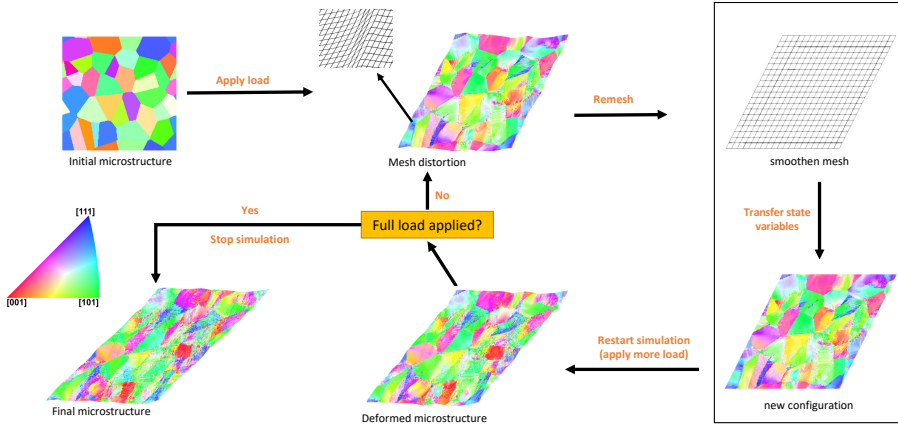 Apply load
Initial microstructure
Mesh distortion
Remesh
smoothen mesh
Transfer state
variables
new configuration
Restart simulation
(apply more load)
Deformed microstructure
Full load applied?
No
Yes
Stop simulation
Final microstructure
[111]
[001]
[101]